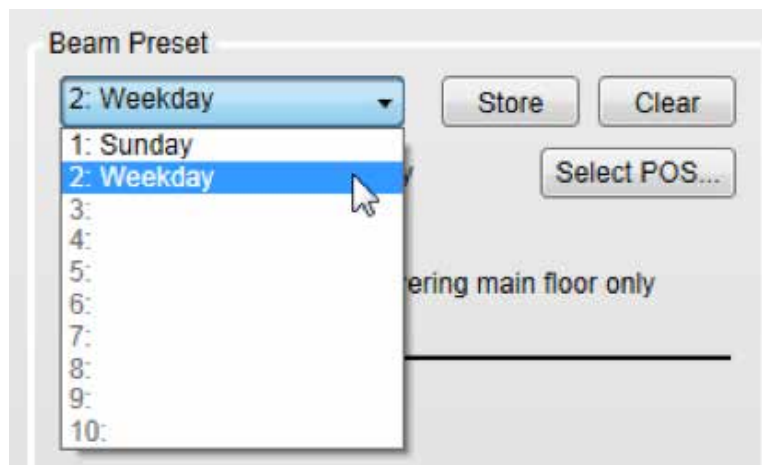 Beam Preset
2: Weekday
Store
Clear
1: Sunday
2: Weekday
Select POS...
3:
4:
5:
ering main floor only
6:
7:
8:
9:
10: